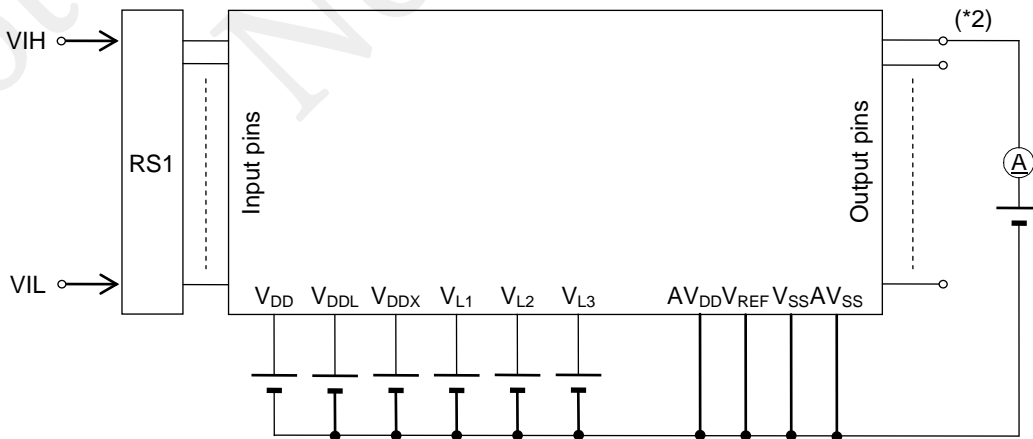 (*2)
VIH
RS1
Input pins
Output pins
A
VIL
VDD VDDL VDDX VL1 VL2 VL3 AVDD VREF VSS AVSS